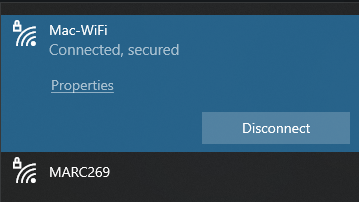 Mac-WiFi
Connected, secured
Properties
Disconnect
MARC269